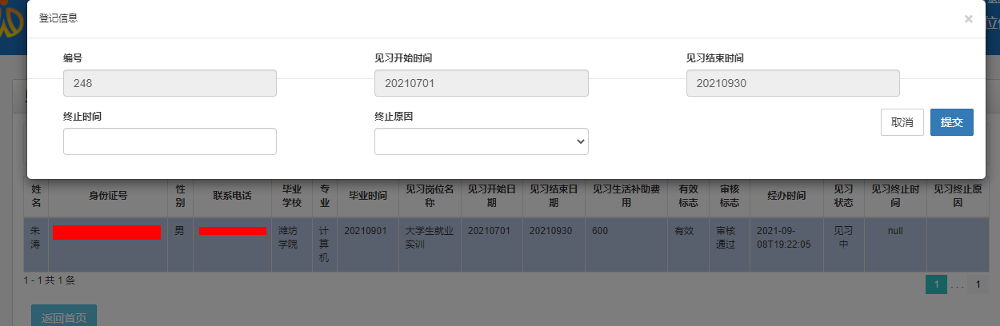 登记信息
×
编号
见习开始时间
见习结束时间
248
20210701
20210930
终止时间
终止原因
取消
提交
姓名
身份证号
性别
联系电话
毕业学校
专业
毕业时间
见习岗位名称
见习开始日期
见习结束日期
见习生活补助费用
有效标志
审核标志
经办时间
见习状态
见习终止时间
见习终止原因
朱涛
男
潍坊学院
计算机
20210901
大学生就业实训
20210701
20210930
600
有效
审核通过
2021-09-08T19:22:05
见习中
null
1 - 1 共 1 条
1 . . . 1
返回首页